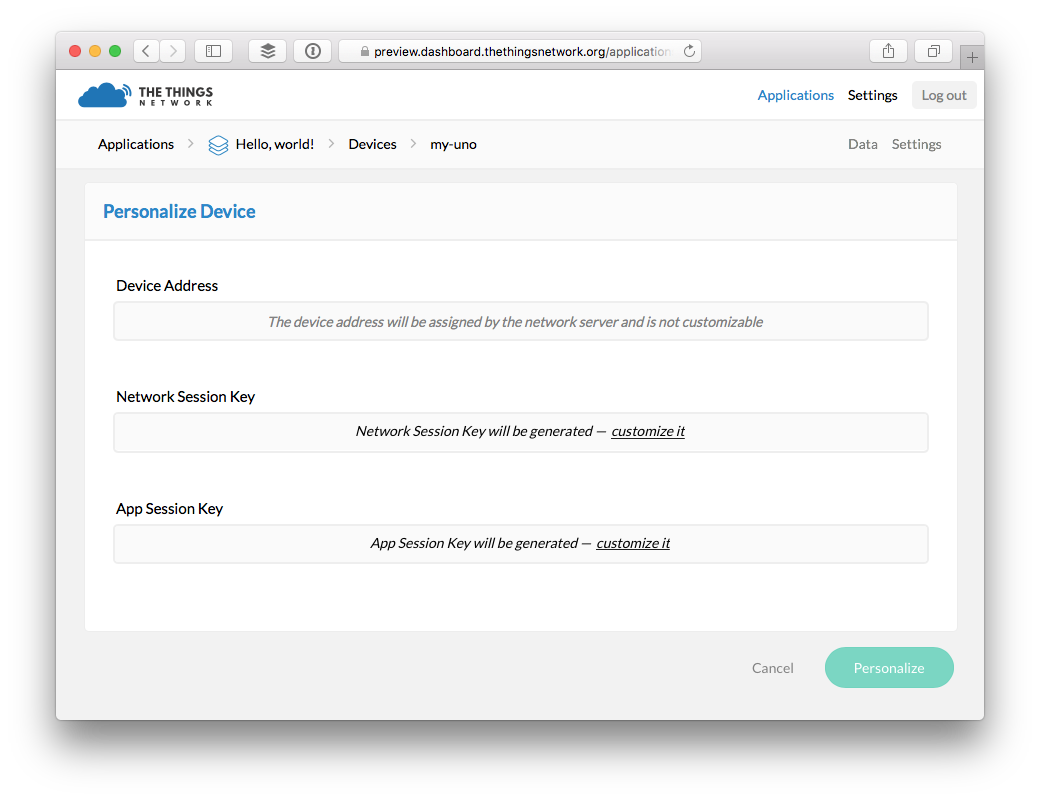 preview.dashboard.thethingsnetwork.org/application
THE THINGS
NETWORK
Applications Settings Log out
Applications Hello, world! Devices my-uno Data Settings
Personalize Device
Device Address
The device address will be assigned by the network server and is not customizable
Network Session Key
Network Session Key will be generated — customize it
App Session Key
App Session Key will be generated — customize it
Cancel Personalize